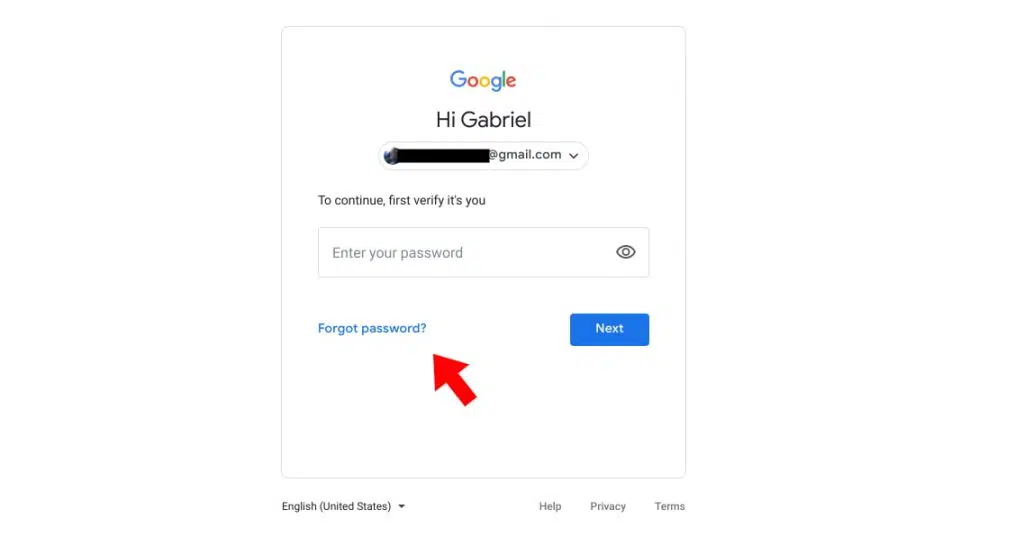 Google
Hi Gabriel
@gmail.com
To continue, first verify it's you
Enter your password
Forgot password?
Next
English (United States)
Help Privacy Terms